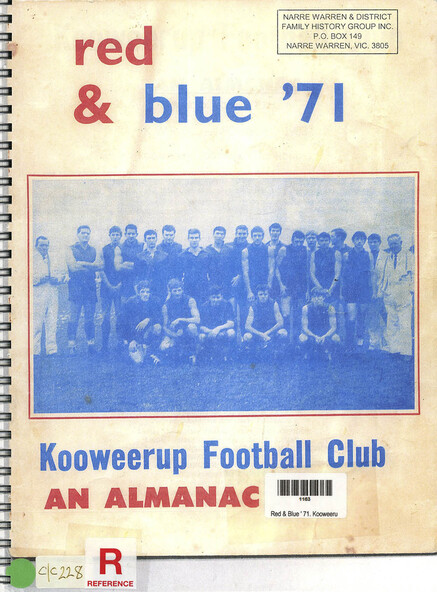 NARRE WARREN & DISTRICT
FAMILY HISTORY GROUP INC.
P.O. BOX 149
NARRE WARREN, VIC. 3805
red
& blue '71
Kooweerup Football Club
AN ALMANAC
1103
Red & Blue '71. Kooweeru
C/C 228
R
REFERENCE